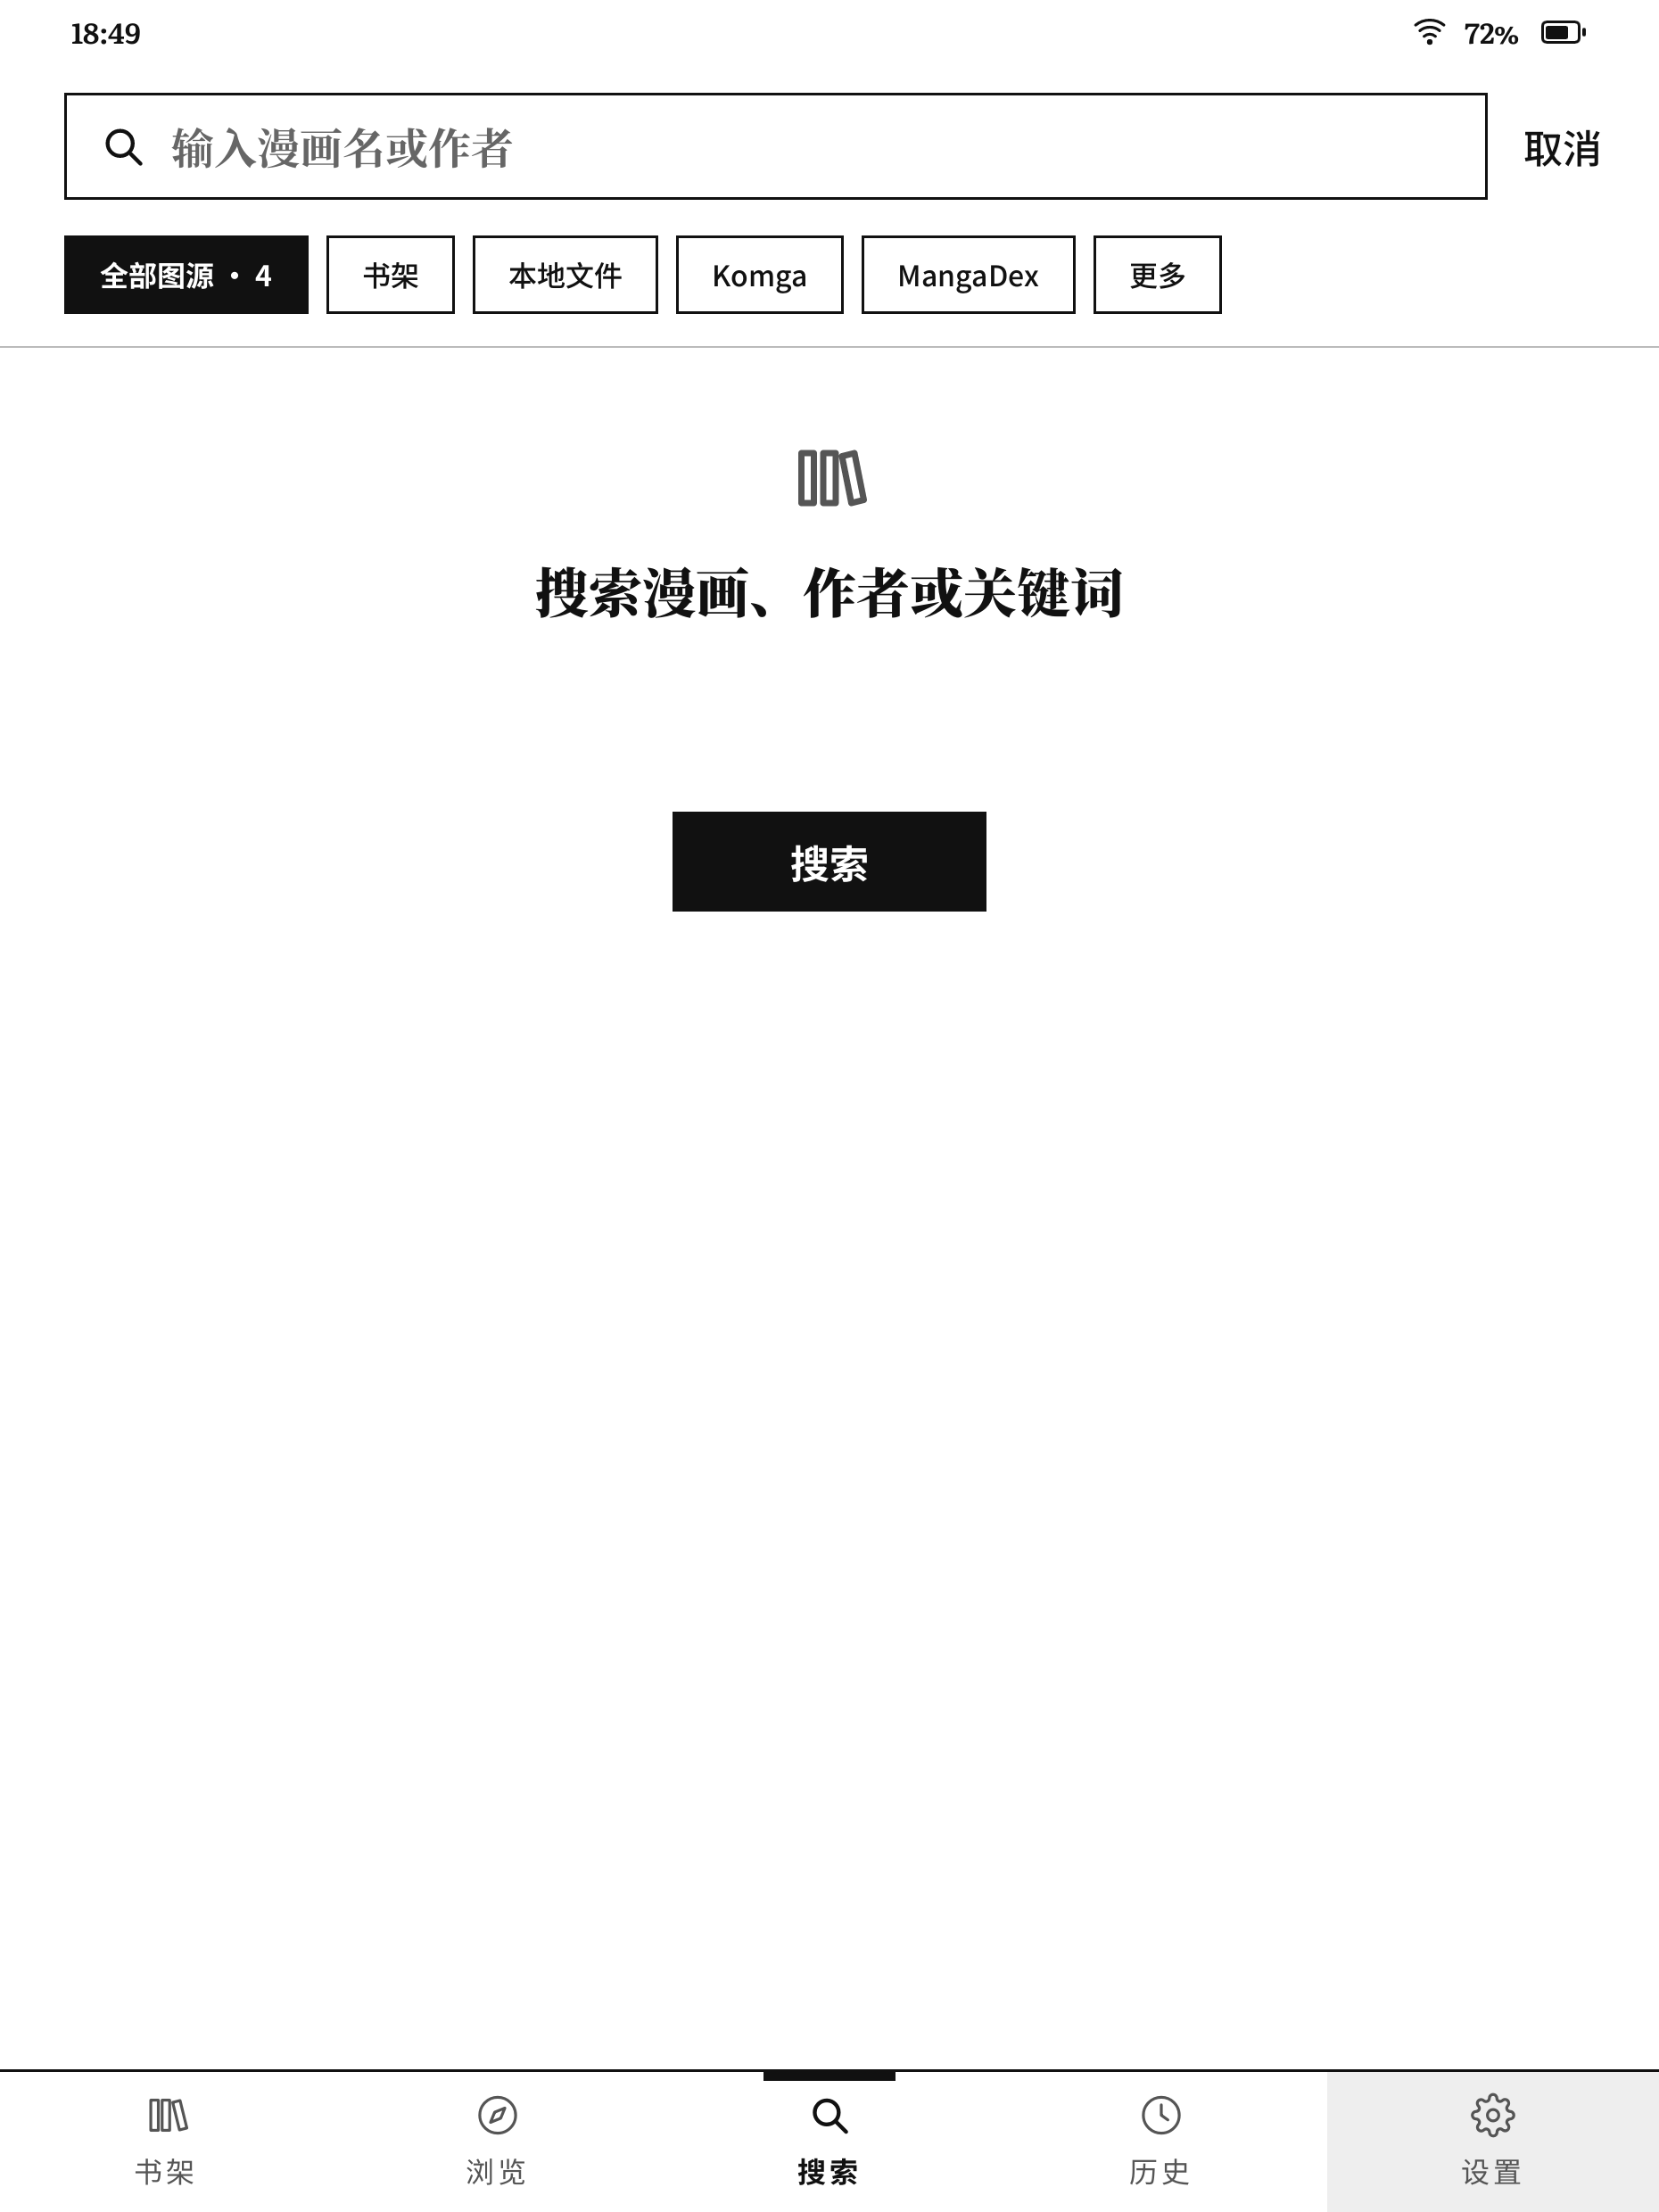 18:49 72%
输入漫画名或作者 取消
全部图源 · 4 书架 本地文件 Komga MangaDex 更多
搜索漫画、作者或关键词
搜索
书架 浏览 搜索 历史 设置